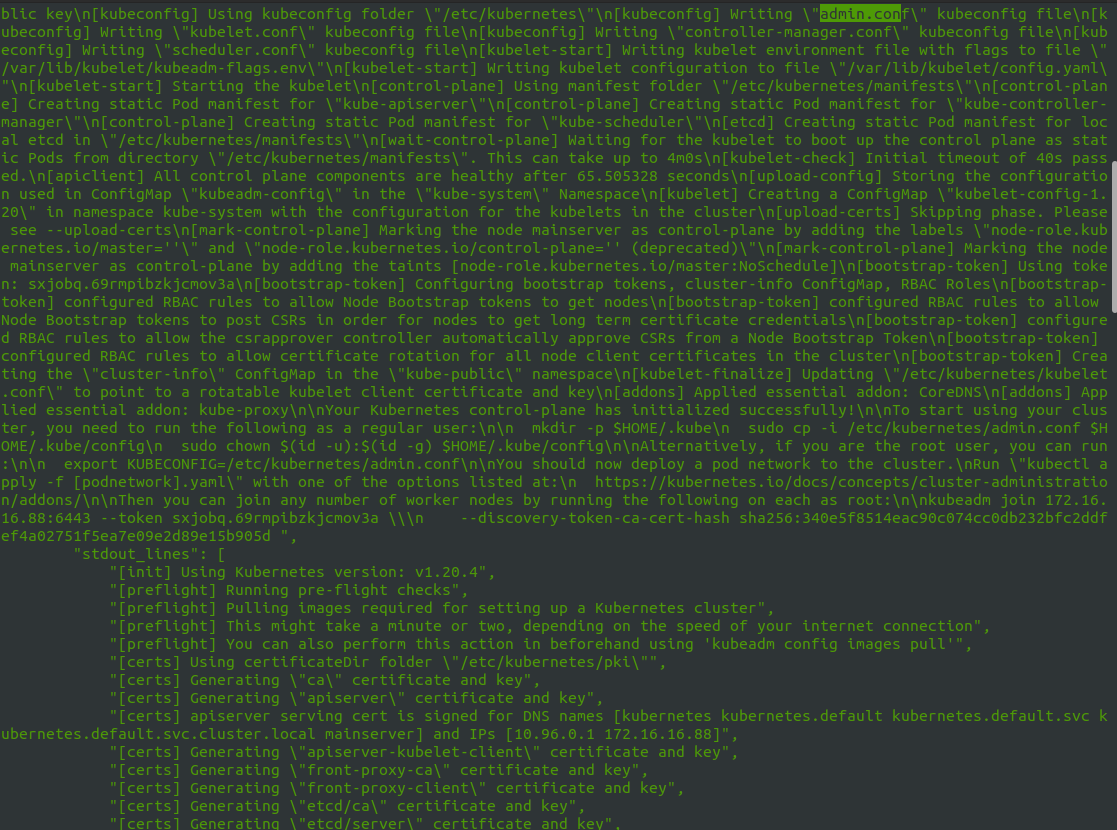 blic key\n[kubeconfig] Using kubeconfig folder \"/etc/kubernetes\"\n[kubeconfig] Writing \"admin.conf\" kubeconfig file\n[k
ubeconfig] Writing \"kubelet.conf\" kubeconfig file\n[kubeconfig] Writing \"controller-manager.conf\" kubeconfig file\n[kub
econfig] Writing \"scheduler.conf\" kubeconfig file\n[kubelet-start] Writing kubelet environment file with flags to file \"
/var/lib/kubelet/kubeadm-flags.env\"\n[kubelet-start] Writing kubelet configuration to file \"/var/lib/kubelet/config.yaml\
"\n[kubelet-start] Starting the kubelet\n[control-plane] Using manifest folder \"/etc/kubernetes/manifests\"\n[control-plan
e] Creating static Pod manifest for \"kube-apiserver\"\n[control-plane] Creating static Pod manifest for \"kube-controller-
manager\"\n[control-plane] Creating static Pod manifest for \"kube-scheduler\"\n[etcd] Creating static Pod manifest for loc
al etcd in \"/etc/kubernetes/manifests\"\n[wait-control-plane] Waiting for the kubelet to boot up the control plane as stat
ic Pods from directory \"/etc/kubernetes/manifests\". This can take up to 4m0s\n[kubelet-check] Initial timeout of 40s pass
ed.\n[apiclient] All control plane components are healthy after 65.505328 seconds\n[upload-config] Storing the configuratio
n used in ConfigMap \"kubeadm-config\" in the \"kube-system\" Namespace\n[kubelet] Creating a ConfigMap \"kubelet-config-1.
20\" in namespace kube-system with the configuration for the kubelets in the cluster\n[upload-certs] Skipping phase. Please
 see --upload-certs\n[mark-control-plane] Marking the node mainserver as control-plane by adding the labels \"node-role.kub
ernetes.io/master=''\" and \"node-role.kubernetes.io/control-plane='' (deprecated)\"\n[mark-control-plane] Marking the node
 mainserver as control-plane by adding the taints [node-role.kubernetes.io/master:NoSchedule]\n[bootstrap-token] Using toke
n: sxjobq.69rmpibzkjcmov3a\n[bootstrap-token] Configuring bootstrap tokens, cluster-info ConfigMap, RBAC Roles\n[bootstrap-
token] configured RBAC rules to allow Node Bootstrap tokens to get nodes\n[bootstrap-token] configured RBAC rules to allow
Node Bootstrap tokens to post CSRs in order for nodes to get long term certificate credentials\n[bootstrap-token] configure
d RBAC rules to allow the csrapprover controller automatically approve CSRs from a Node Bootstrap Token\n[bootstrap-token]
configured RBAC rules to allow certificate rotation for all node client certificates in the cluster\n[bootstrap-token] Crea
ting the \"cluster-info\" ConfigMap in the \"kube-public\" namespace\n[kubelet-finalize] Updating \"/etc/kubernetes/kubelet
.conf\" to point to a rotatable kubelet client certificate and key\n[addons] Applied essential addon: CoreDNS\n[addons] App
lied essential addon: kube-proxy\n\nYour Kubernetes control-plane has initialized successfully!\n\nTo start using your clus
ter, you need to run the following as a regular user:\n\n  mkdir -p $HOME/.kube\n  sudo cp -i /etc/kubernetes/admin.conf $H
OME/.kube/config\n  sudo chown $(id -u):$(id -g) $HOME/.kube/config\n\nAlternatively, if you are the root user, you can run
:\n\n  export KUBECONFIG=/etc/kubernetes/admin.conf\n\nYou should now deploy a pod network to the cluster.\nRun \"kubectl a
pply -f [podnetwork].yaml\" with one of the options listed at:\n  https://kubernetes.io/docs/concepts/cluster-administratio
n/addons/\n\nThen you can join any number of worker nodes by running the following on each as root:\n\nkubeadm join 172.16.
16.88:6443 --token sxjobq.69rmpibzkjcmov3a \\\n    --discovery-token-ca-cert-hash sha256:340e5f8514eac90c074cc0db232bfc2ddf
ef4a02751f5ea7e09e2d89e15b905d ",
"stdout_lines": [
"[init] Using Kubernetes version: v1.20.4",
"[preflight] Running pre-flight checks",
"[preflight] Pulling images required for setting up a Kubernetes cluster",
"[preflight] This might take a minute or two, depending on the speed of your internet connection",
"[preflight] You can also perform this action in beforehand using 'kubeadm config images pull'",
"[certs] Using certificateDir folder \"/etc/kubernetes/pki\"",
"[certs] Generating \"ca\" certificate and key",
"[certs] Generating \"apiserver\" certificate and key",
"[certs] apiserver serving cert is signed for DNS names [kubernetes kubernetes.default kubernetes.default.svc k
ubernetes.default.svc.cluster.local mainserver] and IPs [10.96.0.1 172.16.16.88]",
"[certs] Generating \"apiserver-kubelet-client\" certificate and key",
"[certs] Generating \"front-proxy-ca\" certificate and key",
"[certs] Generating \"front-proxy-client\" certificate and key",
"[certs] Generating \"etcd/ca\" certificate and key",
"[certs] Generating \"etcd/server\" certificate and key",